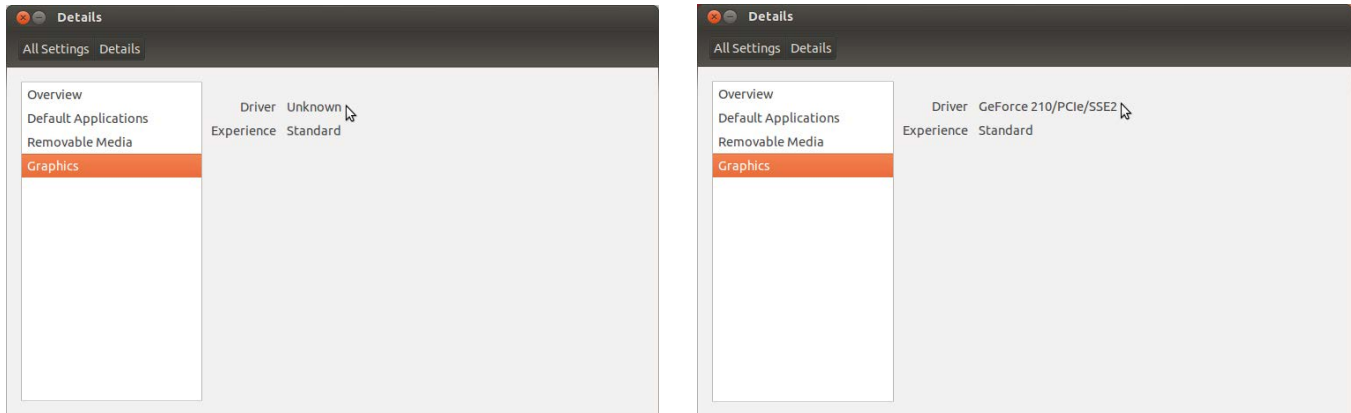 Details
All Settings Details
Overview
Default Applications
Removable Media
Graphics
Driver Unknown
Experience Standard
Details
All Settings Details
Overview
Default Applications
Removable Media
Graphics
Driver GeForce 210/PCIe/SSE2
Experience Standard